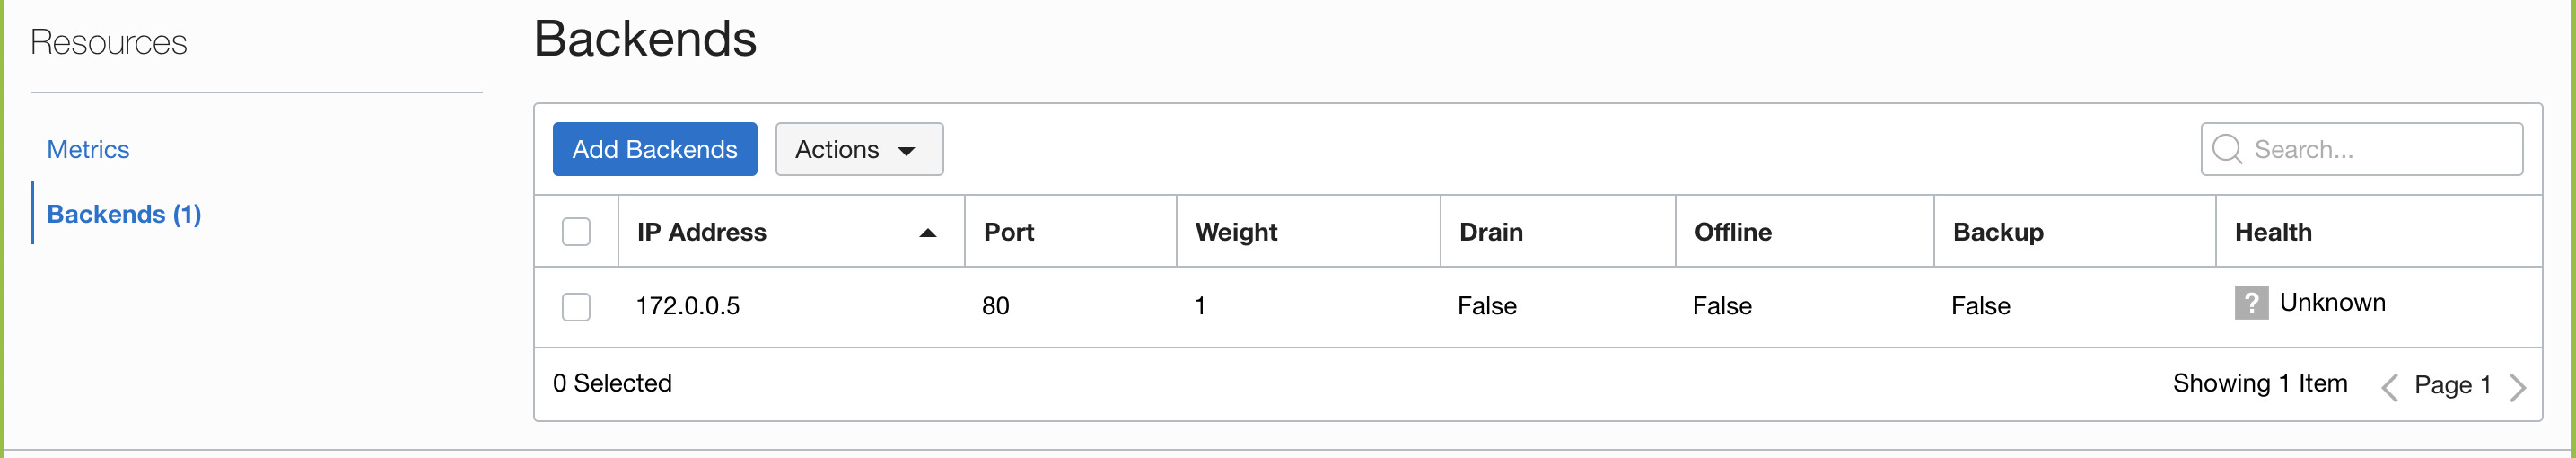 Resources
Metrics
Backends (1)
Backends
Add Backends Actions Search...
IP Address Port Weight Drain Offline Backup Health
172.0.0.5 80 1 False False False ? Unknown
0 Selected Showing 1 Item Page 1